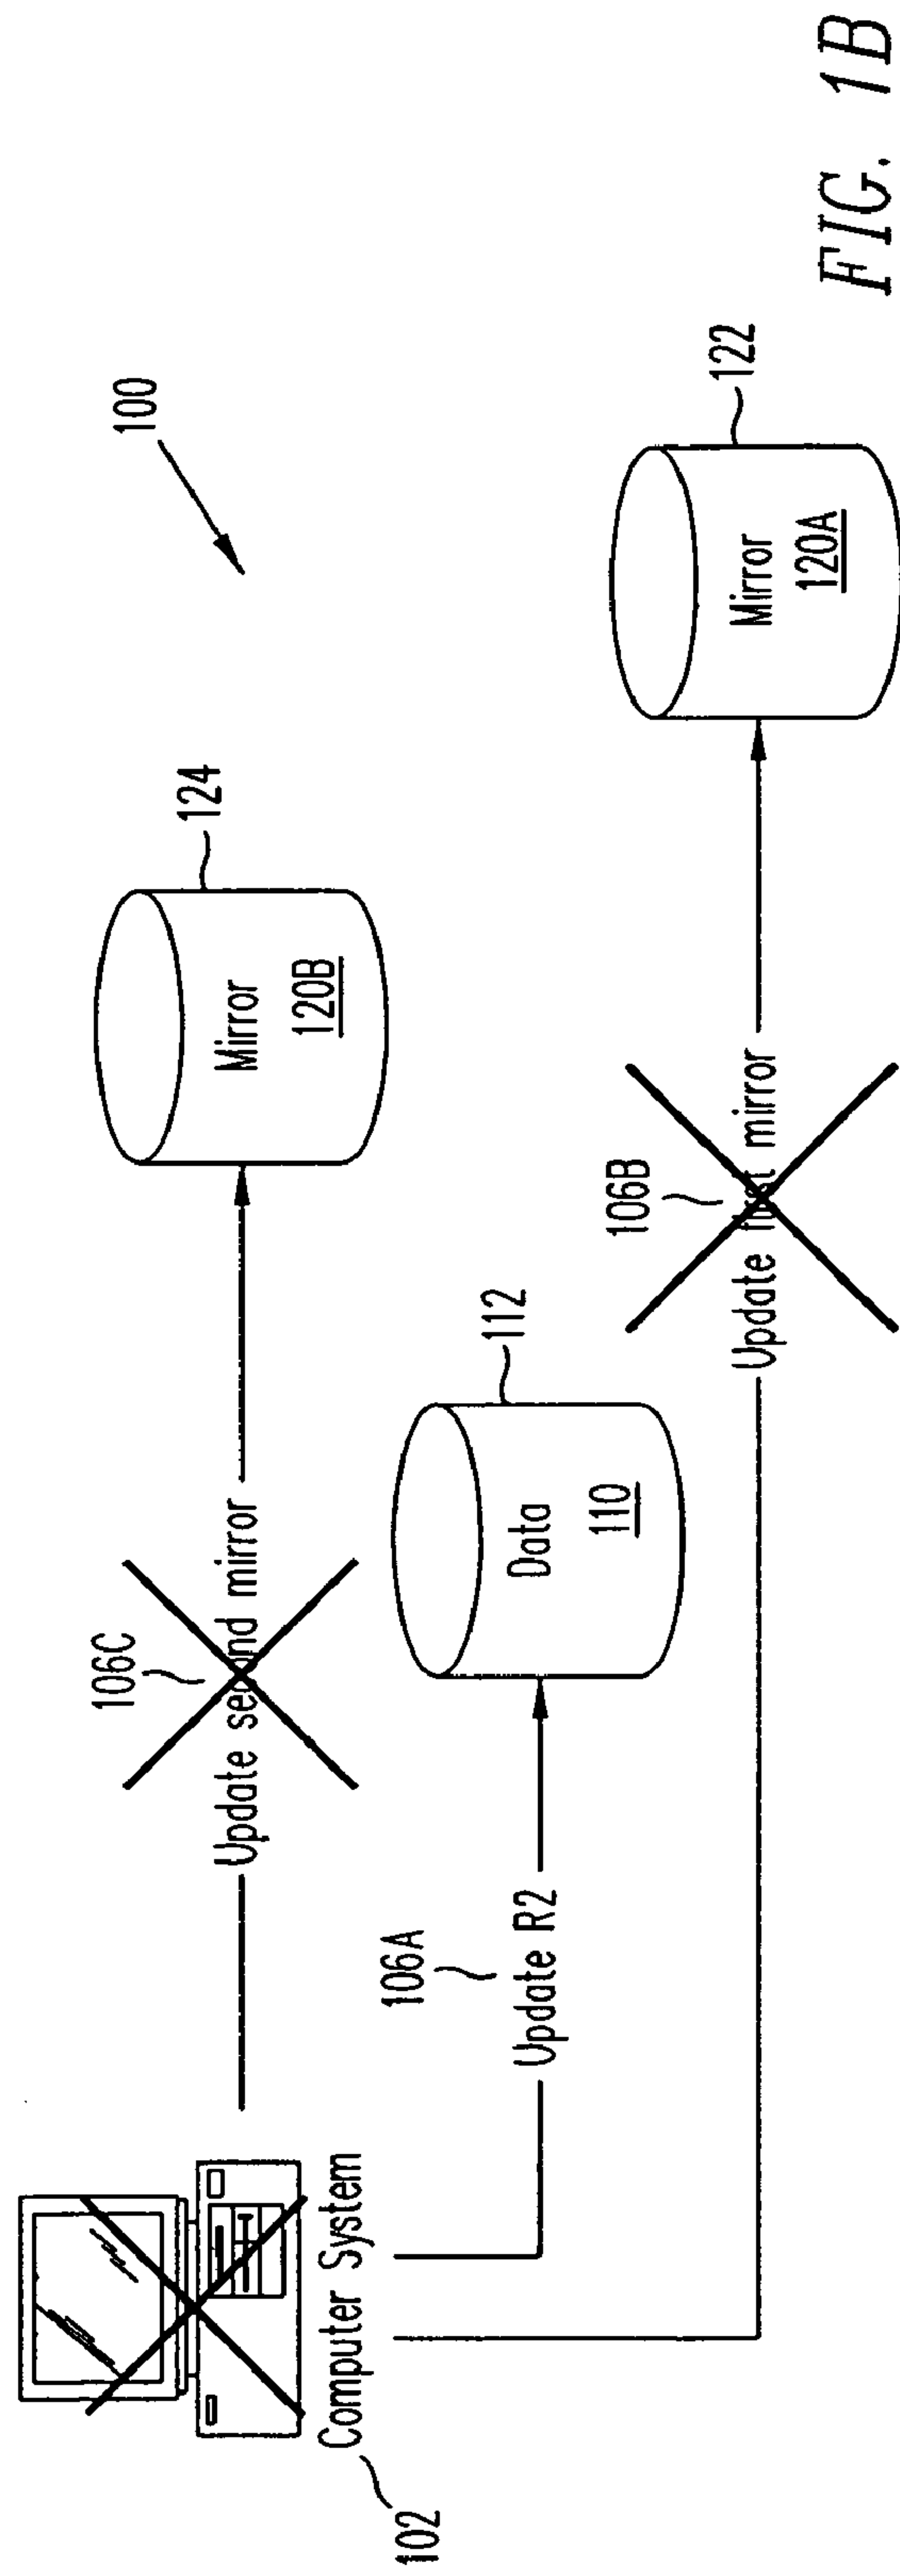 100
124
Mirror
120B
106C
Update second mirror
102
Computer System
106A
Update R2
112
Data
110
106B
Update first mirror
122
Mirror
120A
FIG. 1B